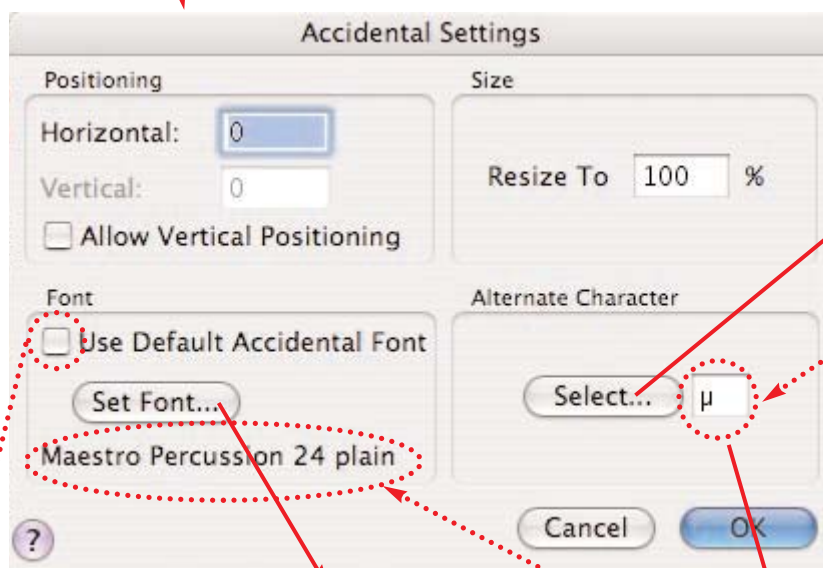 Accidental Settings
Positioning
Horizontal: 0
Vertical: 0
Allow Vertical Positioning
Size
Resize To 100 %
Font
Use Default Accidental Font
Set Font...
Maestro Percussion 24 plain
Alternate Character
Select... µ
? Cancel OK